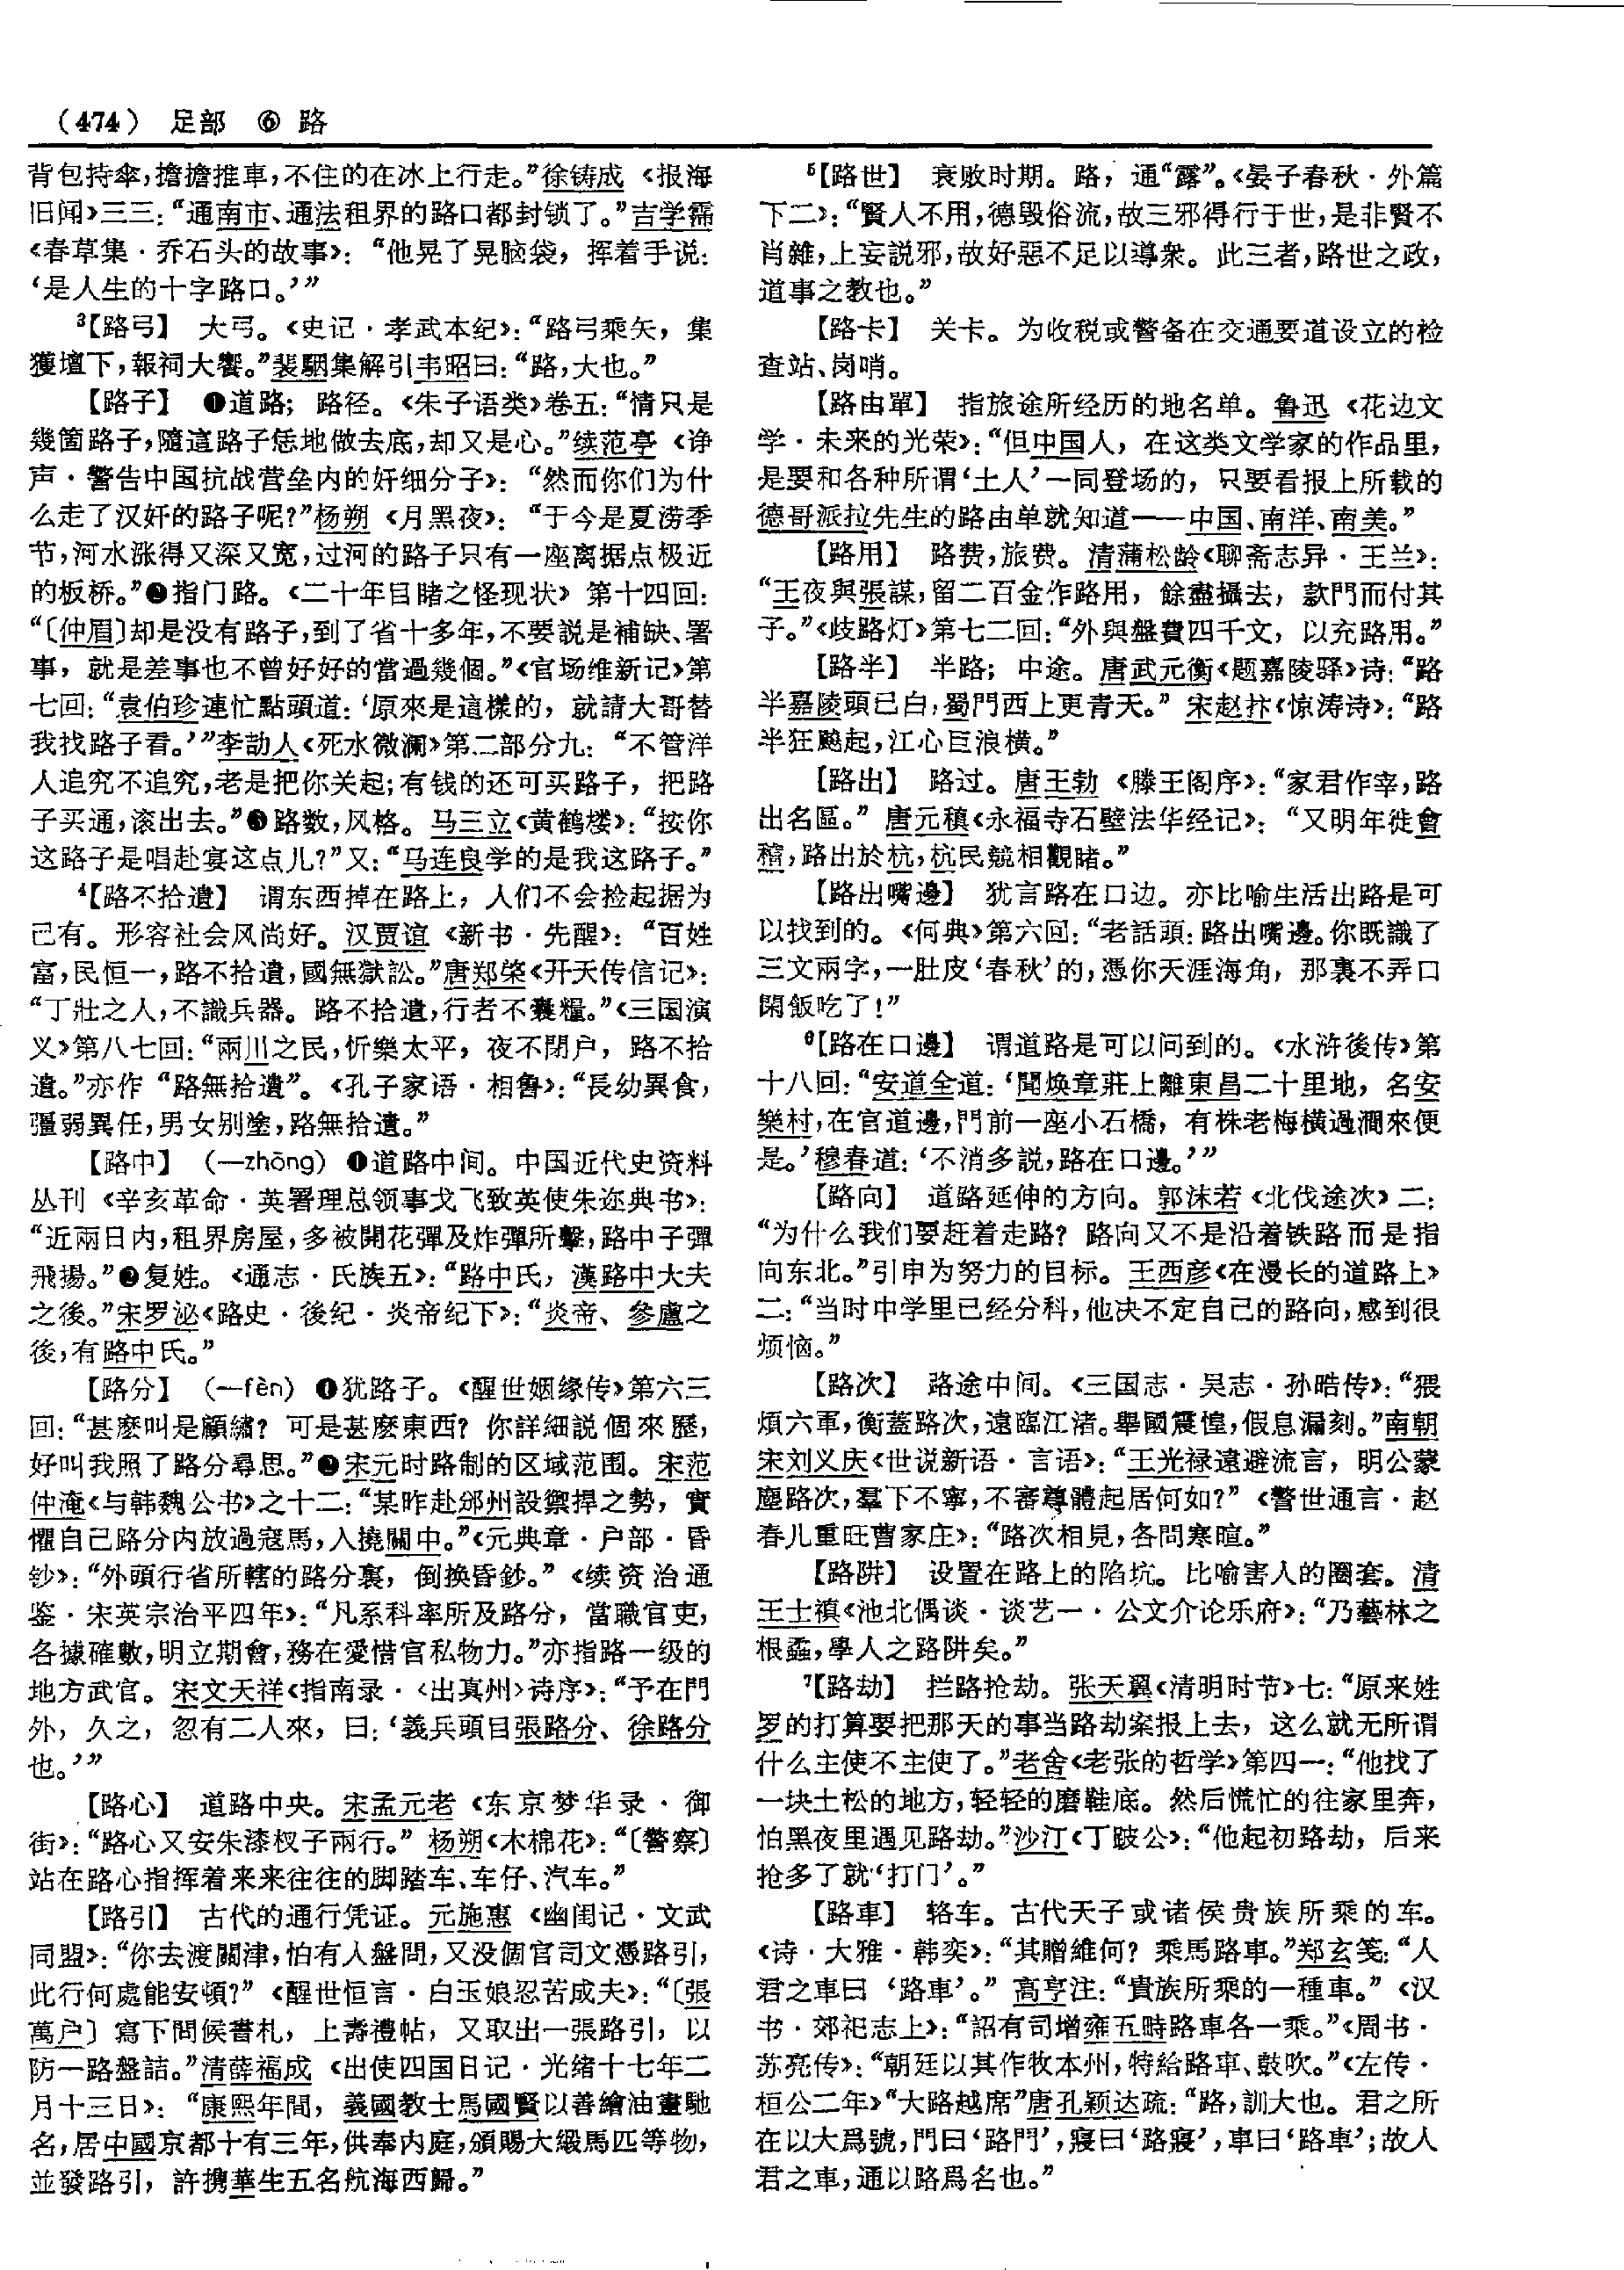 （474） 足部 ⑥ 路
背包持傘，擔擔推車，不住的在冰上行走。”徐铸成《报海
旧闻》三三：“通南市、通法租界的路口都封锁了。”吉学霈
《春草集·乔石头的故事》：“他晃了晃脑袋，挥着手说：
‘是人生的十字路口。’”
³【路弓】 大弓。《史记·孝武本纪》：“路弓乘矢，集
獲壇下，報祠大饗。”裴駰集解引韦昭曰：“路，大也。”
【路子】 ❶道路；路径。《朱子语类》卷五：“情只是
幾箇路子，隨這路子恁地做去底，却又是心。”续范亭《诤
声·警告中国抗战营垒内的奸细分子》：“然而你们为什
么走了汉奸的路子呢？”杨朔《月黑夜》：“于今是夏涝季
节，河水涨得又深又宽，过河的路子只有一座离据点极近
的板桥。”❷指门路。《二十年目睹之怪现状》第十四回：
“〔仲眉〕却是没有路子，到了省十多年，不要説是補缺、署
事，就是差事也不曾好好的當過幾個。”《官场维新记》第
七回：“袁伯珍連忙點頭道：‘原來是這樣的，就請大哥替
我找路子看。’”李劼人《死水微澜》第二部分九：“不管洋
人追究不追究，老是把你关起；有钱的还可买路子，把路
子买通，滚出去。”❸路数，风格。马三立《黄鹤楼》：“按你
这路子是唱赴宴这点儿？”又：“马连良学的是我这路子。”
⁴【路不拾遺】 谓东西掉在路上，人们不会捡起据为
己有。形容社会风尚好。汉贾谊《新书·先醒》：“百姓
富，民恒一，路不拾遺，國無獄訟。”唐郑棨《开天传信记》：
“丁壯之人，不識兵器。路不拾遺，行者不囊糧。”《三国演
义》第八七回：“兩川之民，忻樂太平，夜不閉户，路不拾
遺。”亦作“路無拾遺”。《孔子家语·相鲁》：“長幼異食，
彊弱異任，男女别塗，路無拾遺。”
【路中】 （—zhōng） ❶道路中间。中国近代史资料
丛刊《辛亥革命·英署理总领事戈飞致英使朱迩典书》：
“近兩日内，租界房屋，多被開花彈及炸彈所擊，路中子彈
飛揚。”❷复姓。《通志·氏族五》：“路中氏，漢路中大夫
之後。”宋罗泌《路史·後纪·炎帝纪下》：“炎帝、參盧之
後，有路中氏。”
【路分】 （—fèn） ❶犹路子。《醒世姻缘传》第六三
回：“甚麽叫是顧繡？可是甚麽東西？你詳細説個來歷，
好叫我照了路分尋思。”❷宋元时路制的区域范围。宋范
仲淹《与韩魏公书》之十二：“某昨赴邠州設禦捍之勢，實
懼自己路分内放過寇馬，入撓關中。”《元典章·户部·昏
钞》：“外頭行省所轄的路分裏，倒换昏鈔。”《续资治通
鉴·宋英宗治平四年》：“凡系科率所及路分，當職官吏，
各據確數，明立期會，務在愛惜官私物力。”亦指路一级的
地方武官。宋文天祥《指南录·〈出真州〉诗序》：“予在門
外，久之，忽有二人來，曰：‘義兵頭目張路分、徐路分
也。’”
【路心】 道路中央。宋孟元老《东京梦华录·御
街》：“路心又安朱漆杈子兩行。”杨朔《木棉花》：“〔警察〕
站在路心指挥着来来往往的脚踏车、车仔、汽车。”
【路引】 古代的通行凭证。元施惠《幽闺记·文武
同盟》：“你去渡關津，怕有人盤問，又没個官司文憑路引，
此行何處能安頓？”《醒世恒言·白玉娘忍苦成夫》：“〔張
萬户〕寫下問候書札，上壽禮帖，又取出一張路引，以
防一路盤詰。”清薛福成《出使四国日记·光绪十七年二
月十三日》：“康熙年間，義國教士馬國賢以善繪油畫馳
名，居中國京都十有三年，供奉内庭，頒賜大緞馬匹等物，
並發路引，許携華生五名航海西歸。”
⁵【路世】 衰败时期。路，通“露”。《晏子春秋·外篇
下二》：“賢人不用，德毁俗流，故三邪得行于世，是非賢不
肖雜，上妄説邪，故好惡不足以導衆。此三者，路世之政，
道事之教也。”
【路卡】 关卡。为收税或警备在交通要道设立的检
查站、岗哨。
【路由單】 指旅途所经历的地名单。鲁迅《花边文
学·未来的光荣》：“但中国人，在这类文学家的作品里，
是要和各种所谓‘土人’一同登场的，只要看报上所载的
德哥派拉先生的路由单就知道——中国、南洋、南美。”
【路用】 路费，旅费。清蒲松龄《聊斋志异·王兰》：
“王夜與張謀，留二百金作路用，餘盡攝去，款門而付其
子。”《歧路灯》第七二回：“外與盤費四千文，以充路用。”
【路半】 半路；中途。唐武元衡《题嘉陵驿》诗：“路
半嘉陵頭已白，蜀門西上更青天。”宋赵抃《惊涛诗》：“路
半狂飈起，江心巨浪横。”
【路出】 路过。唐王勃《滕王阁序》：“家君作宰，路
出名區。”唐元稹《永福寺石壁法华经记》：“又明年徙會
稽，路出於杭，杭民競相觀睹。”
【路出嘴邊】 犹言路在口边。亦比喻生活出路是可
以找到的。《何典》第六回：“老話頭：路出嘴邊。你既識了
三文兩字，一肚皮‘春秋’的，憑你天涯海角，那裏不弄口
閑飯吃了！”
⁶【路在口邊】 谓道路是可以问到的。《水浒後传》第
十八回：“安道全道：‘聞焕章莊上離東昌二十里地，名安
樂村，在官道邊，門前一座小石橋，有株老梅横過澗來便
是。’穆春道：‘不消多説，路在口邊。’”
【路向】 道路延伸的方向。郭沫若《北伐途次》二：
“为什么我们要赶着走路？路向又不是沿着铁路而是指
向东北。”引申为努力的目标。王西彦《在漫长的道路上》
二：“当时中学里已经分科，他决不定自己的路向，感到很
烦恼。”
【路次】 路途中间。《三国志·吴志·孙晧传》：“猥
煩六軍，衡蓋路次，遠臨江渚。舉國震惶，假息漏刻。”南朝
宋刘义庆《世说新语·言语》：“王光禄遠避流言，明公蒙
塵路次，羣下不寧，不審尊體起居何如？”《警世通言·赵
春儿重旺曹家庄》：“路次相見，各問寒暄。”
【路阱】 设置在路上的陷坑。比喻害人的圈套。清
王士禛《池北偶谈·谈艺一·公文介论乐府》：“乃藝林之
根蟊，學人之路阱矣。”
⁷【路劫】 拦路抢劫。张天翼《清明时节》七：“原来姓
罗的打算要把那天的事当路劫案报上去，这么就无所谓
什么主使不主使了。”老舍《老张的哲学》第四一：“他找了
一块土松的地方，轻轻的磨鞋底。然后慌忙的往家里奔，
怕黑夜里遇见路劫。”沙汀《丁跛公》：“他起初路劫，后来
抢多了就‘打门’。”
【路車】 辂车。古代天子或诸侯贵族所乘的车。
《诗·大雅·韩奕》：“其贈維何？乘馬路車。”郑玄笺：“人
君之車曰‘路車’。”高亨注：“貴族所乘的一種車。”《汉
书·郊祀志上》：“詔有司增雍五畤路車各一乘。”《周书·
苏亮传》：“朝廷以其作牧本州，特給路車、鼓吹。”《左传·
桓公二年》“大路越席”唐孔颖达疏：“路，訓大也。君之所
在以大爲號，門曰‘路門’，寢曰‘路寢’，車曰‘路車’；故人
君之車，通以路爲名也。”